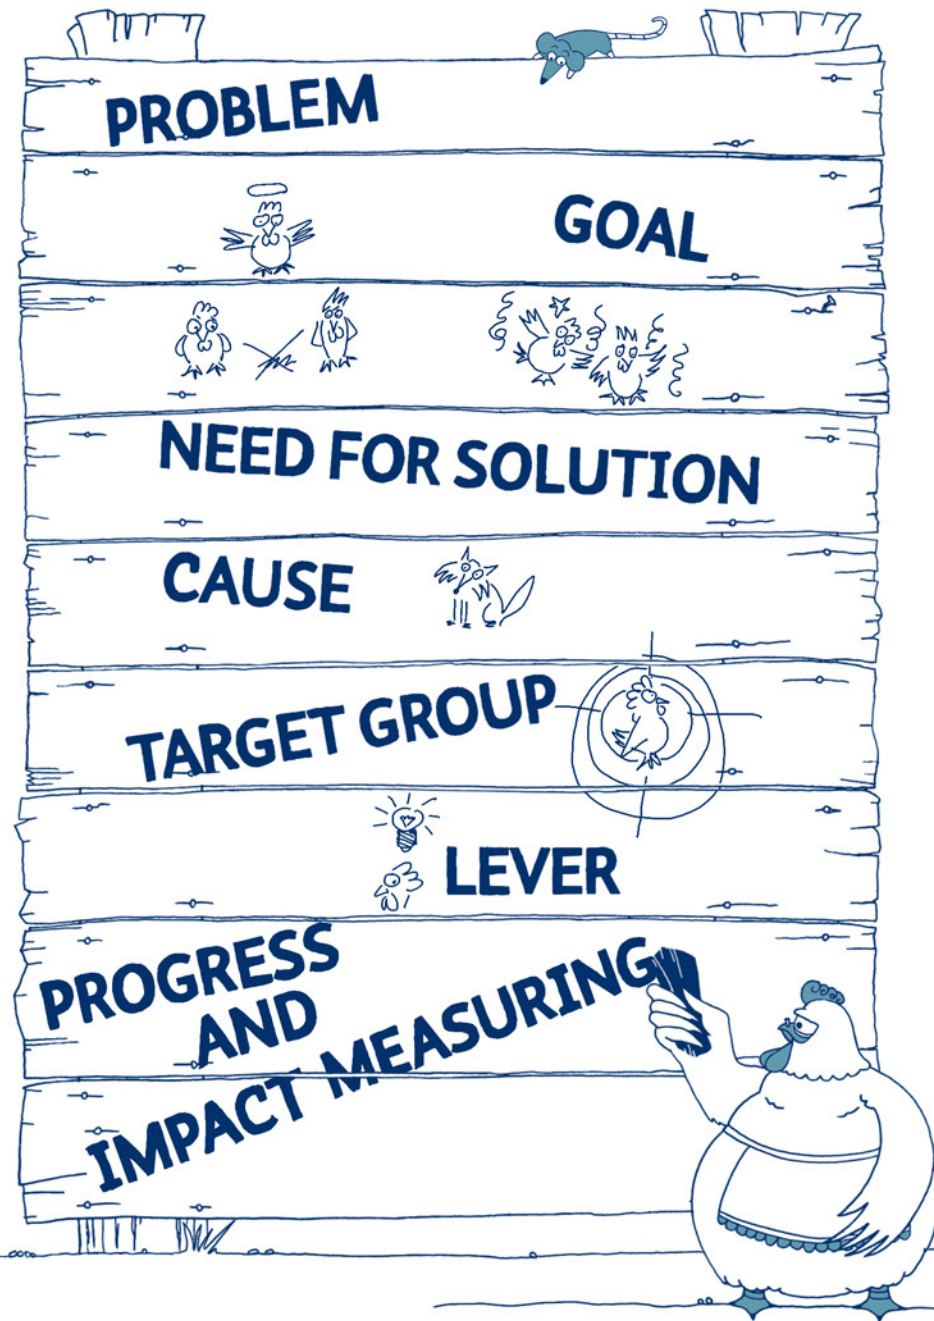 PROBLEM
GOAL
NEED FOR SOLUTION
CAUSE
TARGET GROUP
LEVER
PROGRESS
AND
IMPACT MEASURING